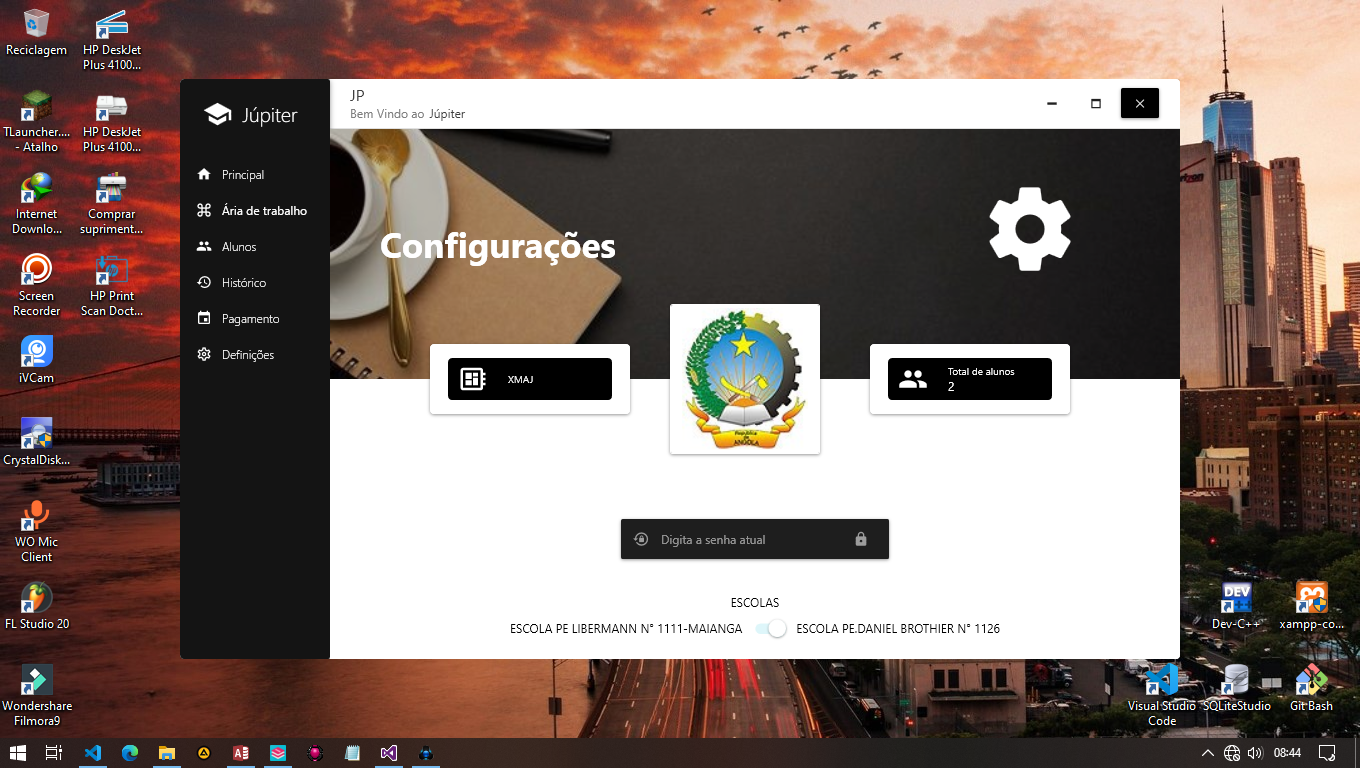 Reciclagem
HP DeskJet
Plus 4100...
TLauncher....
- Atalho
HP DeskJet
Plus 4100...
Internet
Downlo...
Comprar
supriment...
Screen
Recorder
HP Print
Scan Doct...
iVCam
CrystalDisk...
WO Mic
Client
FL Studio 20
Wondershare
Filmora9
Júpiter
Principal
Ária de trabalho
Alunos
Histórico
Pagamento
Definições
JP
Bem Vindo ao Júpiter
Configurações
XMAJ
República
de
ANGOLA
Total de alunos
2
Digita a senha atual
ESCOLAS
ESCOLA PE LIBERMANN N° 1111-MAIANGA
ESCOLA PE.DANIEL BROTHIER N° 1126
verizon
DEV
Dev-C++
xampp-co...
Visual Studio
Code
SQLiteStudio
Git Bash
08:44